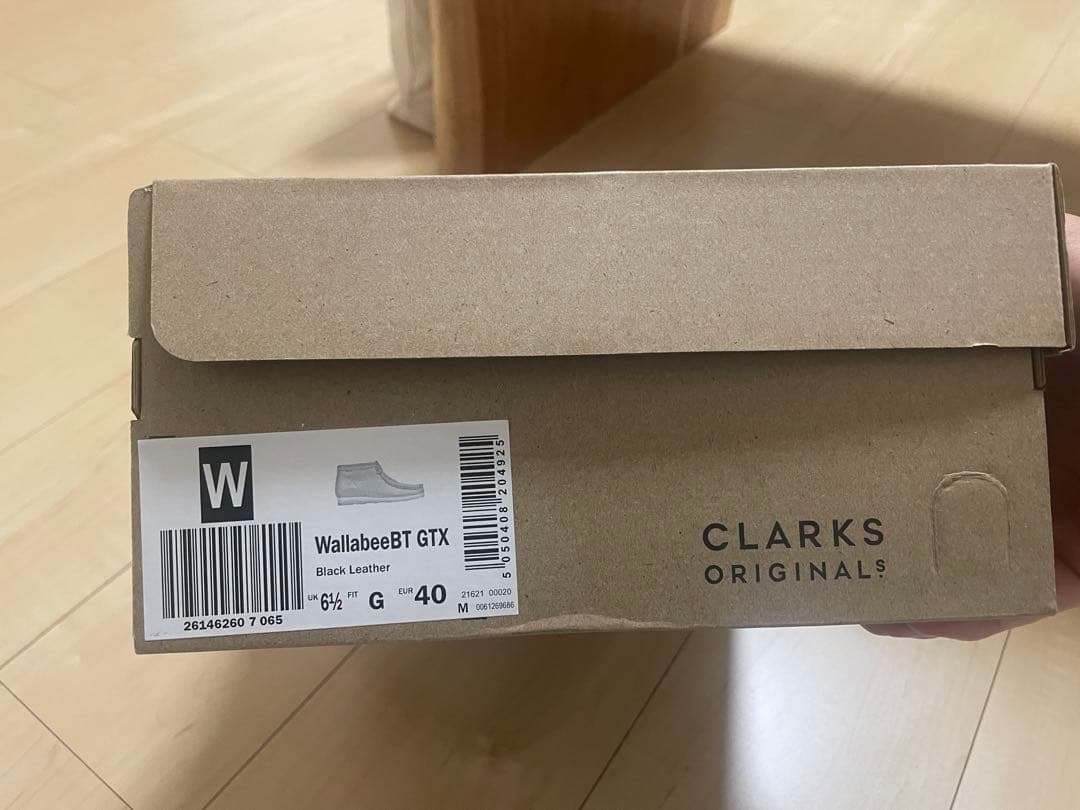 W
WallabeeBT GTX
Black Leather
UK 6½ FIT G EUR 40
26146260 7 065
5 050408 204925
21621 00020
M 0061269686
CLARKS
ORIGINALS.